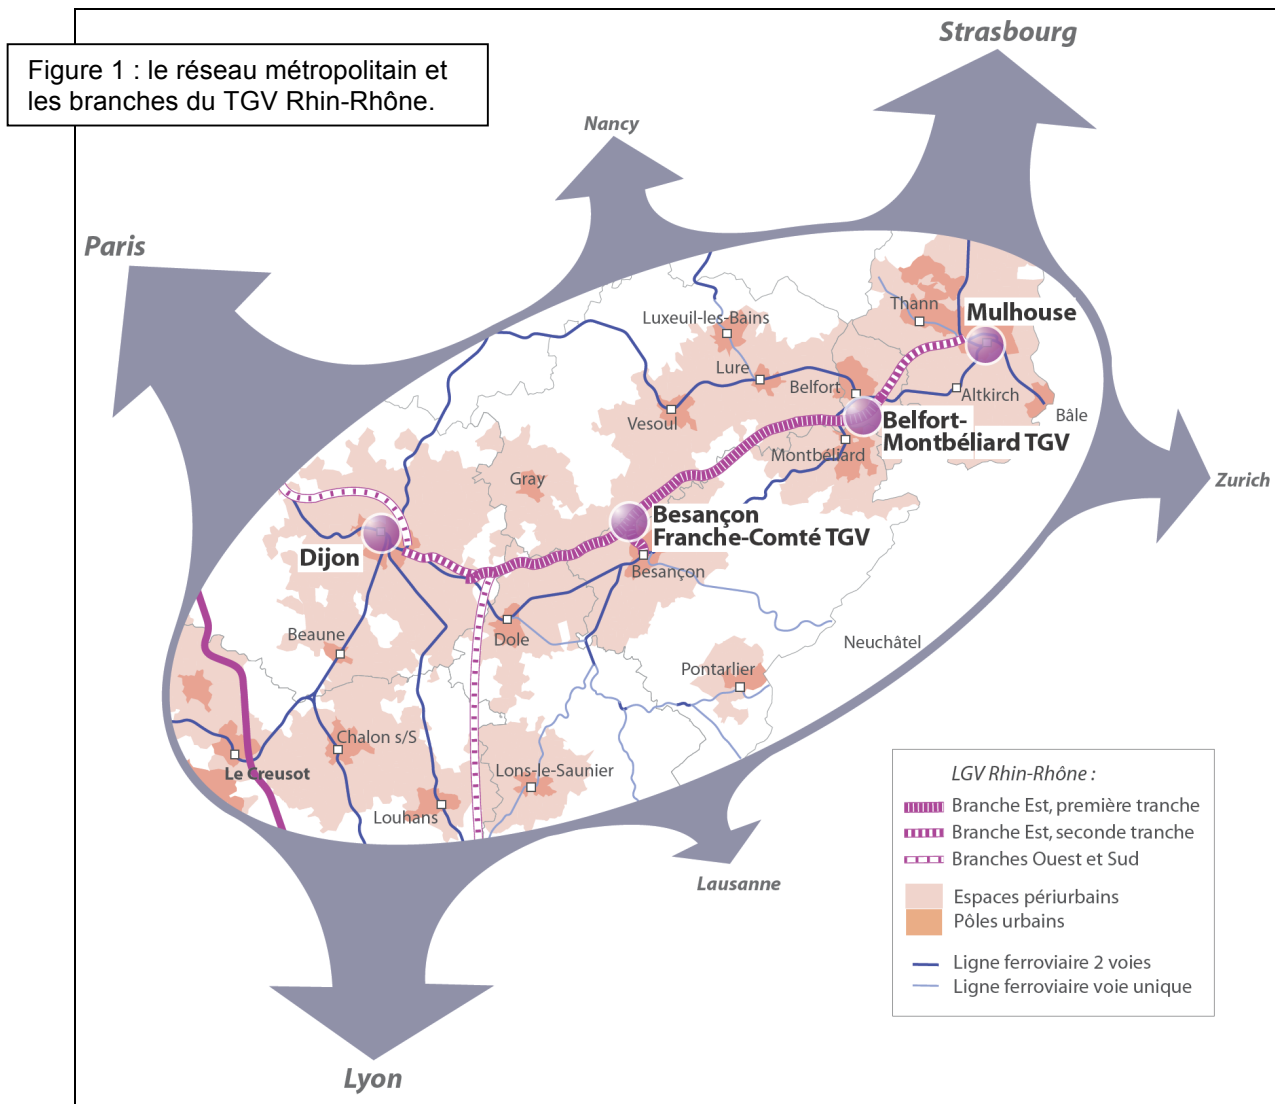 Figure 1 : le réseau métropolitain et
les branches du TGV Rhin-Rhône.
Strasbourg
Nancy
Paris
Thann
Mulhouse
Luxeuil-les-Bains
Lure
Belfort
Altkirch
Bâle
Vesoul
Belfort-
Montbéliard TGV
Montbéliard
Gray
Zurich
Besançon
Franche-Comté TGV
Dijon
Besançon
Beaune
Dole
Neuchâtel
Pontarlier
Chalon s/S
Le Creusot
Lons-le-Saunier
Louhans
Lausanne
Lyon
LGV Rhin-Rhône :
Branche Est, première tranche
Branche Est, seconde tranche
Branches Ouest et Sud
Espaces périurbains
Pôles urbains
Ligne ferroviaire 2 voies
Ligne ferroviaire voie unique